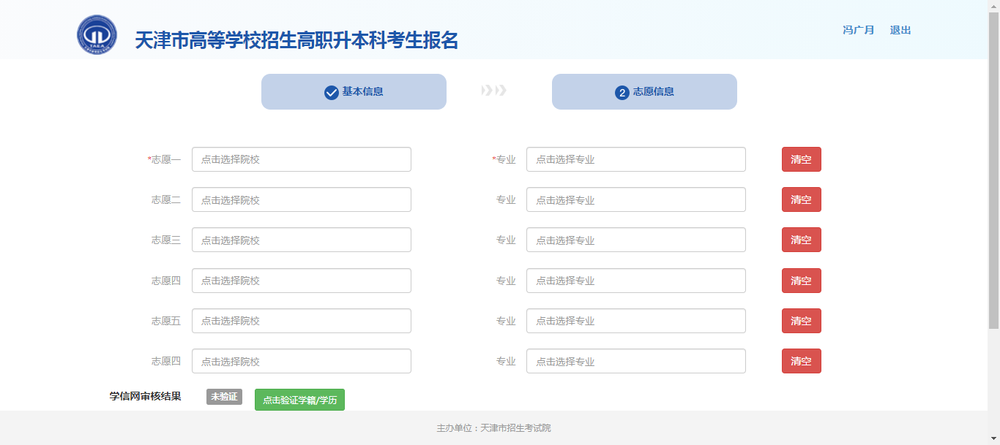 天津市高等学校招生高职升本科考生报名
冯广月 退出
TAEA
基本信息
2 志愿信息
*志愿一 点击选择院校 *专业 点击选择专业 清空
志愿二 点击选择院校 专业 点击选择专业 清空
志愿三 点击选择院校 专业 点击选择专业 清空
志愿四 点击选择院校 专业 点击选择专业 清空
志愿五 点击选择院校 专业 点击选择专业 清空
志愿四 点击选择院校 专业 点击选择专业 清空
学信网审核结果 未验证 点击验证学籍/学历
主办单位：天津市招生考试院